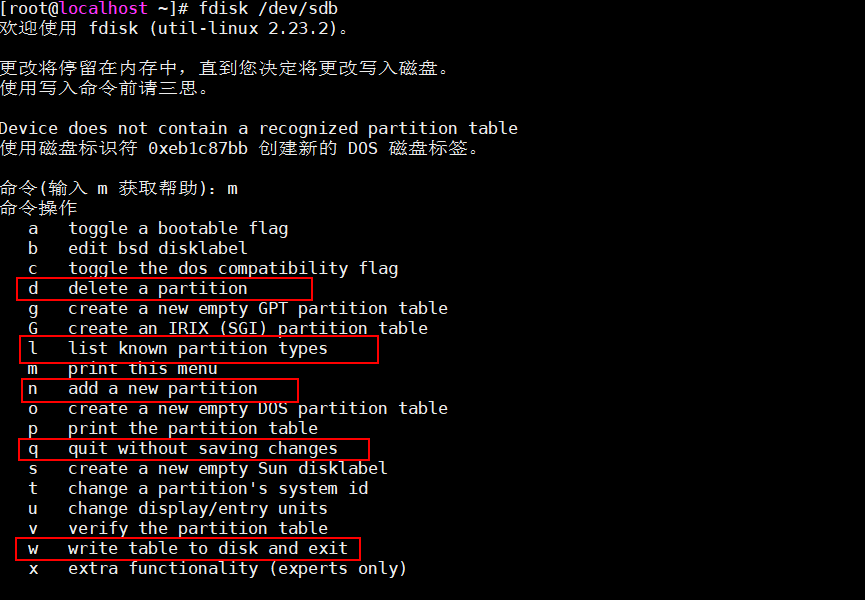 [root@localhost ~]# fdisk /dev/sdb
欢迎使用 fdisk (util-linux 2.23.2)。
更改将停留在内存中，直到您决定将更改写入磁盘。
使用写入命令前请三思。
Device does not contain a recognized partition table
使用磁盘标识符 0xeb1c87bb 创建新的 DOS 磁盘标签。
命令(输入 m 获取帮助)：m
命令操作
a   toggle a bootable flag
b   edit bsd disklabel
c   toggle the dos compatibility flag
d   delete a partition
g   create a new empty GPT partition table
G   create an IRIX (SGI) partition table
l   list known partition types
m   print this menu
n   add a new partition
o   create a new empty DOS partition table
p   print the partition table
q   quit without saving changes
s   create a new empty Sun disklabel
t   change a partition's system id
u   change display/entry units
v   verify the partition table
w   write table to disk and exit
x   extra functionality (experts only)